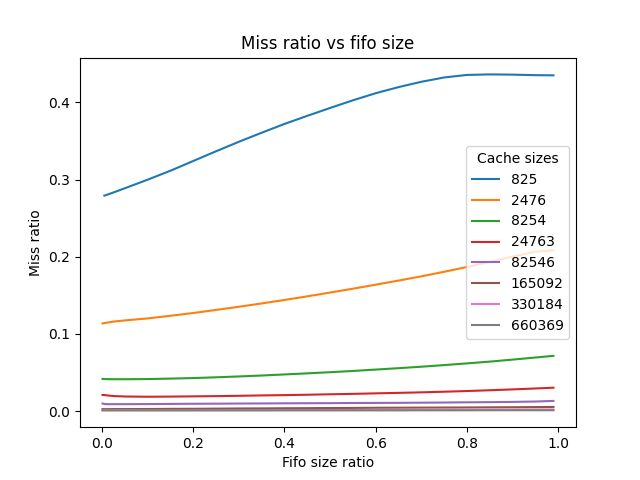 Miss ratio vs fifo size
Miss ratio
0.4
0.3
0.2
0.1
0.0
Cache sizes
825
2476
8254
24763
82546
165092
330184
660369
0.0 0.2 0.4 0.6 0.8 1.0
Fifo size ratio